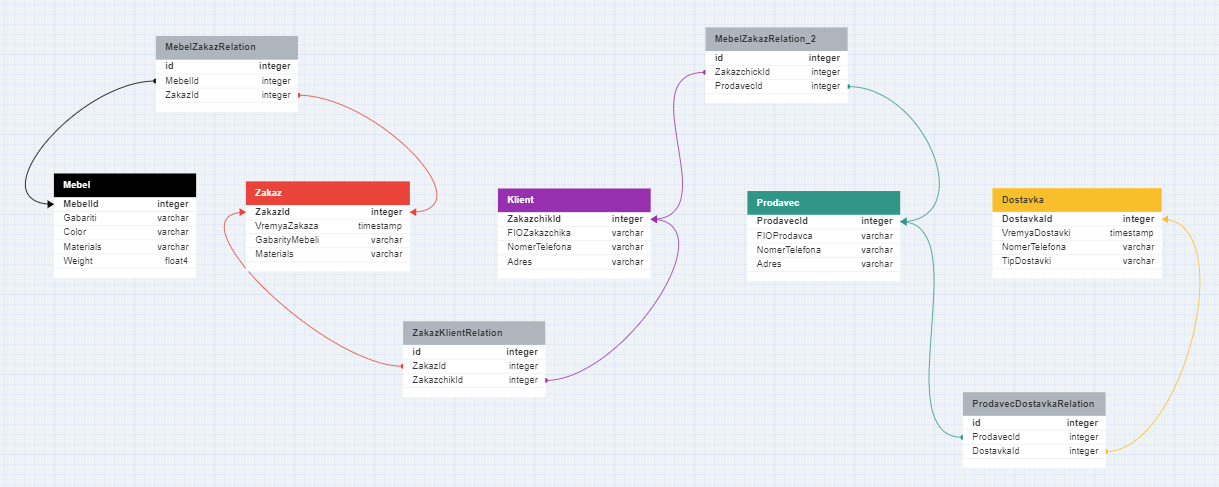 MebelZakazRelation
id integer
MebelId integer
ZakazId integer
MebelZakazRelation_2
id integer
ZakazchickId integer
ProdavecId integer
Mebel
MebelId integer
Gabariti varchar
Color varchar
Materials varchar
Weight float4
Zakaz
ZakazId integer
VremyaZakaza timestamp
GabarityMebeli varchar
Materials varchar
Klient
ZakazchikId integer
FIOZakazchika varchar
NomerTelefona varchar
Adres varchar
Prodavec
ProdavecId integer
FIOProdavca varchar
NomerTelefona varchar
Adres varchar
Dostavka
DostavkaId integer
VremyaDostavki timestamp
NomerTelefona varchar
TipDostavki varchar
ZakazKlientRelation
id integer
ZakazId integer
ZakazchikId integer
ProdavecDostavkaRelation
id integer
ProdavecId integer
DostavkaId integer